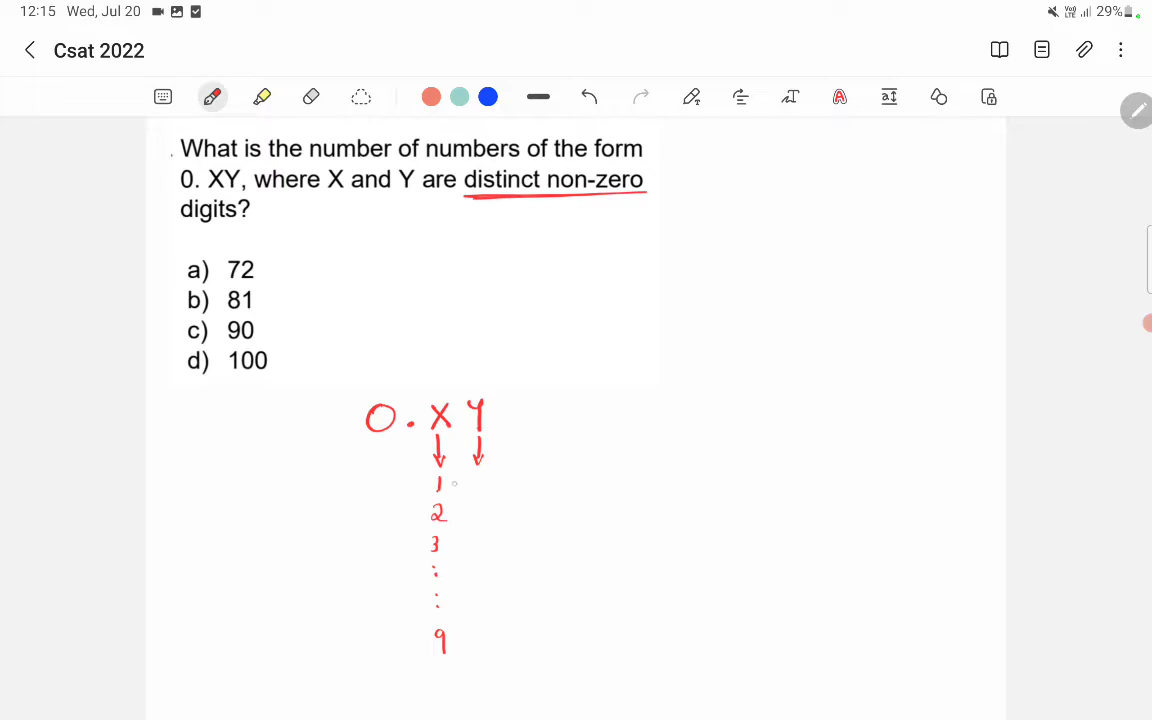 12:15 Wed, Jul 20 29%
Csat 2022
. What is the number of numbers of the form
0. XY, where X and Y are distinct non-zero
digits?
a) 72
b) 81
c) 90
d) 100
0.XY
1
2
3
:
:
9